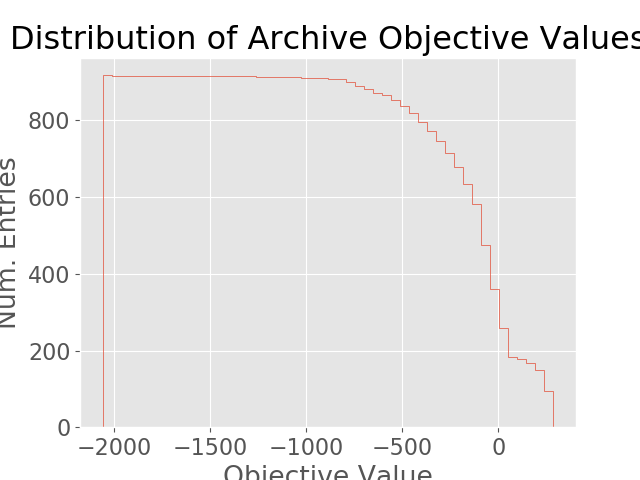 Distribution of Archive Objective Values
Num. Entries
800
600
400
200
0
−2000 −1500 −1000 −500 0
Objective Value